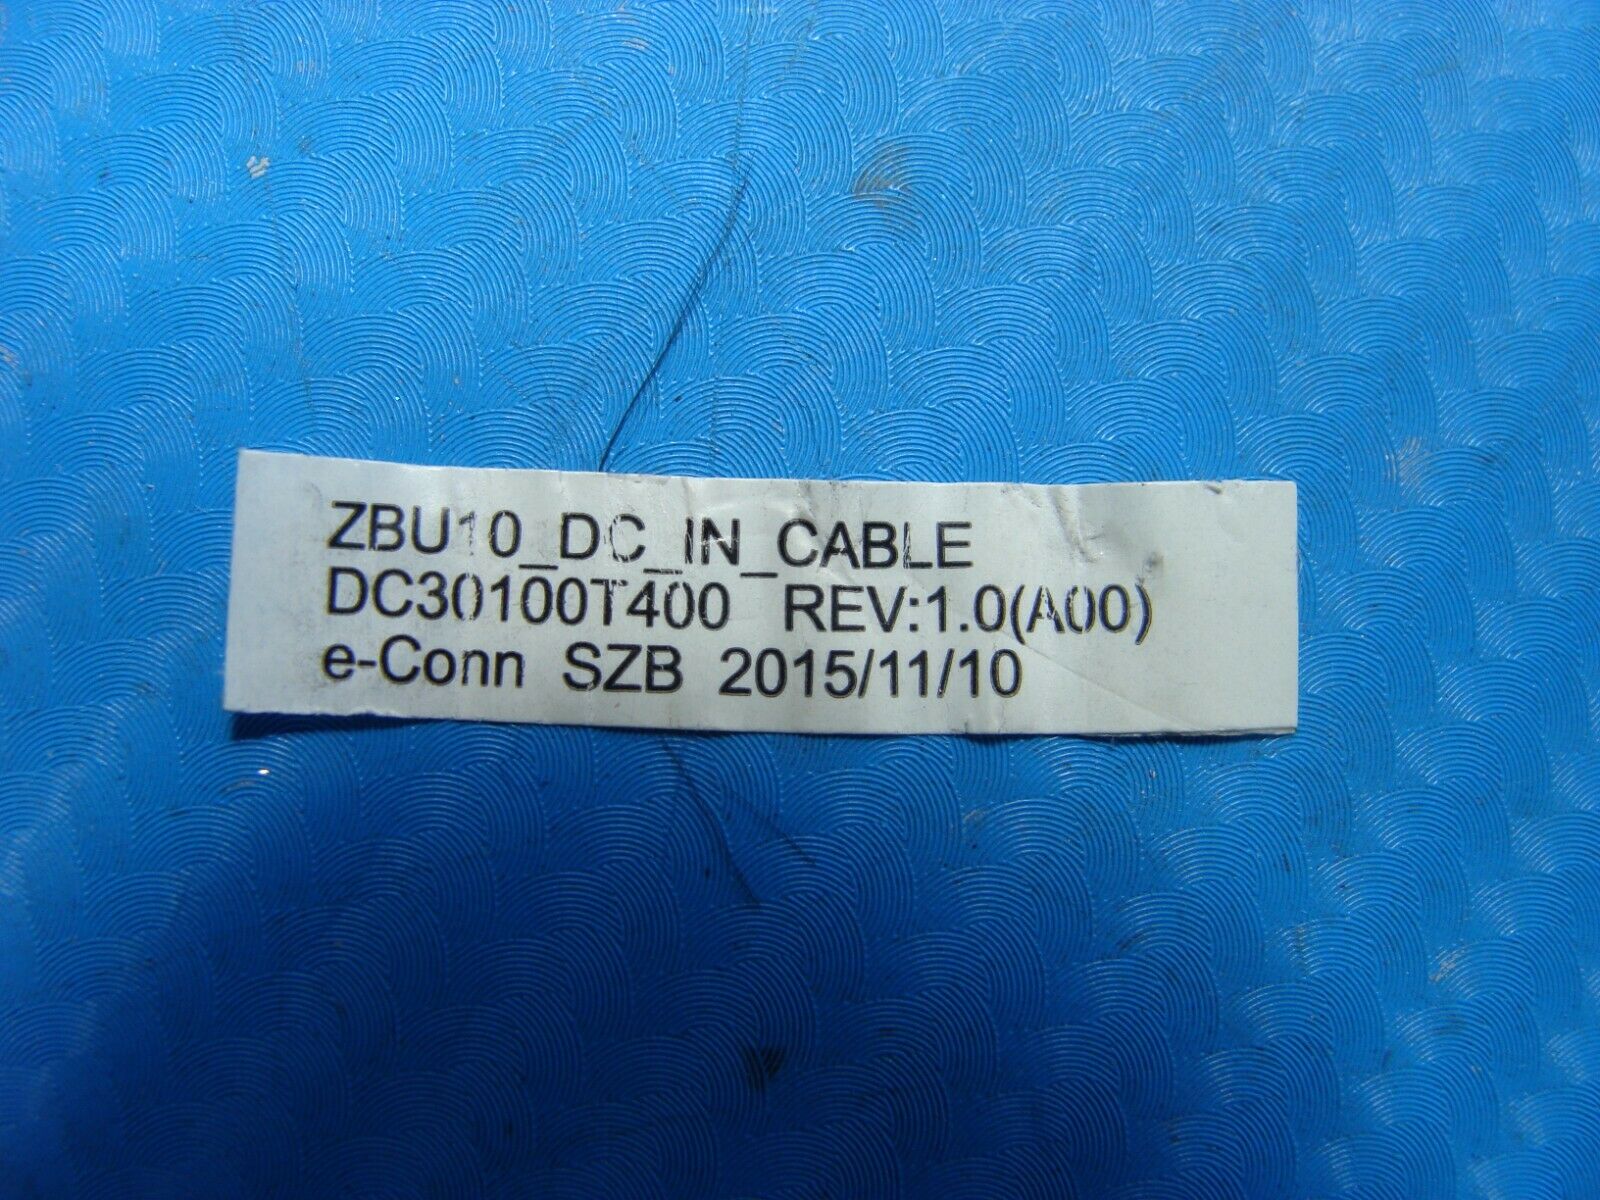 ZBU10_DC_IN_CABLE
DC30100T400 REV:1.0(A00)
e-Conn SZB 2015/11/10